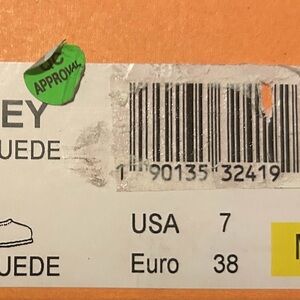 QC
APPROVAL
EY
UEDE
1 90135 32419
USA 7
UEDE
Euro 38